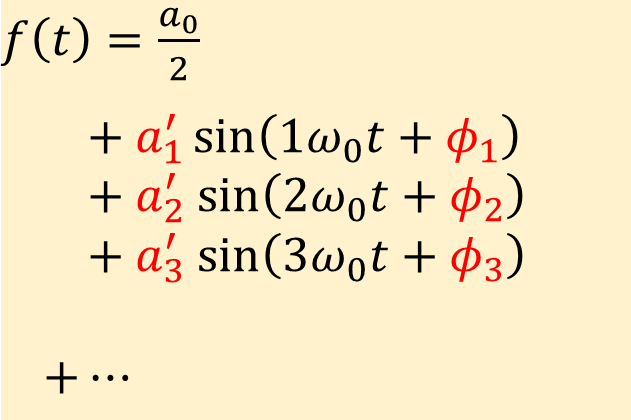 f(t) = a₀/2
+ a′₁ sin(1ω₀t + ϕ₁)
+ a′₂ sin(2ω₀t + ϕ₂)
+ a′₃ sin(3ω₀t + ϕ₃)
+ ⋯